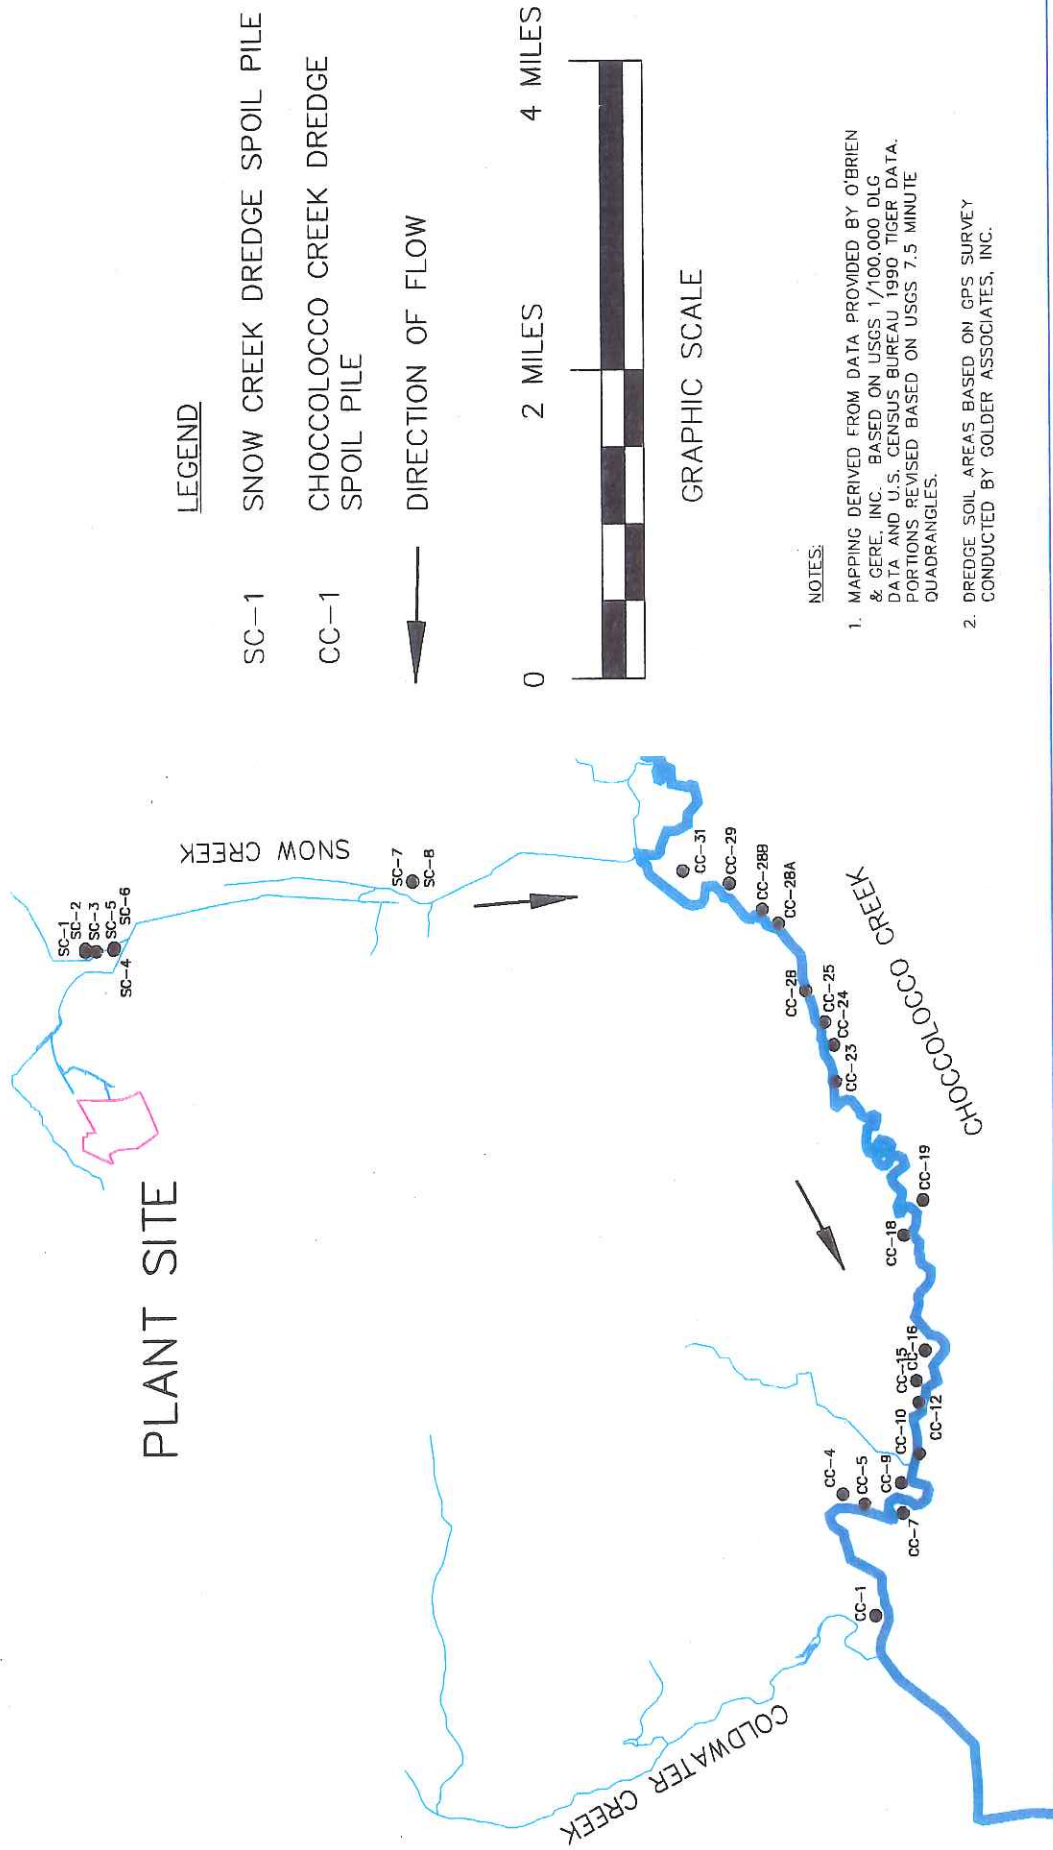 PLANT SITE
SC-1
SC-2
SC-3
SC-5
SC-6
SC-4
SNOW CREEK
SC-7
SC-8
CC-31
CC-29
CC-28B
CC-28A
CC-28
CC-25
CC-24
CC-23
CHOCCOLOCCO CREEK
CC-19
CC-18
CC-16
CC-15
CC-12
CC-10
CC-9
CC-4
CC-5
CC-7
CC-1
COLDWATER CREEK
LEGEND
SC-1 SNOW CREEK DREDGE SPOIL PILE
CC-1 CHOCCOLOCCO CREEK DREDGE
SPOIL PILE
DIRECTION OF FLOW
0 2 MILES 4 MILES
GRAPHIC SCALE
NOTES:
1. MAPPING DERIVED FROM DATA PROVIDED BY O'BRIEN
& GERE, INC. BASED ON USGS 1/100,000 DLG
DATA AND U.S. CENSUS BUREAU 1990 TIGER DATA.
PORTIONS REVISED BASED ON USGS 7.5 MINUTE
QUADRANGLES.
2. DREDGE SOIL AREAS BASED ON GPS SURVEY
CONDUCTED BY GOLDER ASSOCIATES, INC.